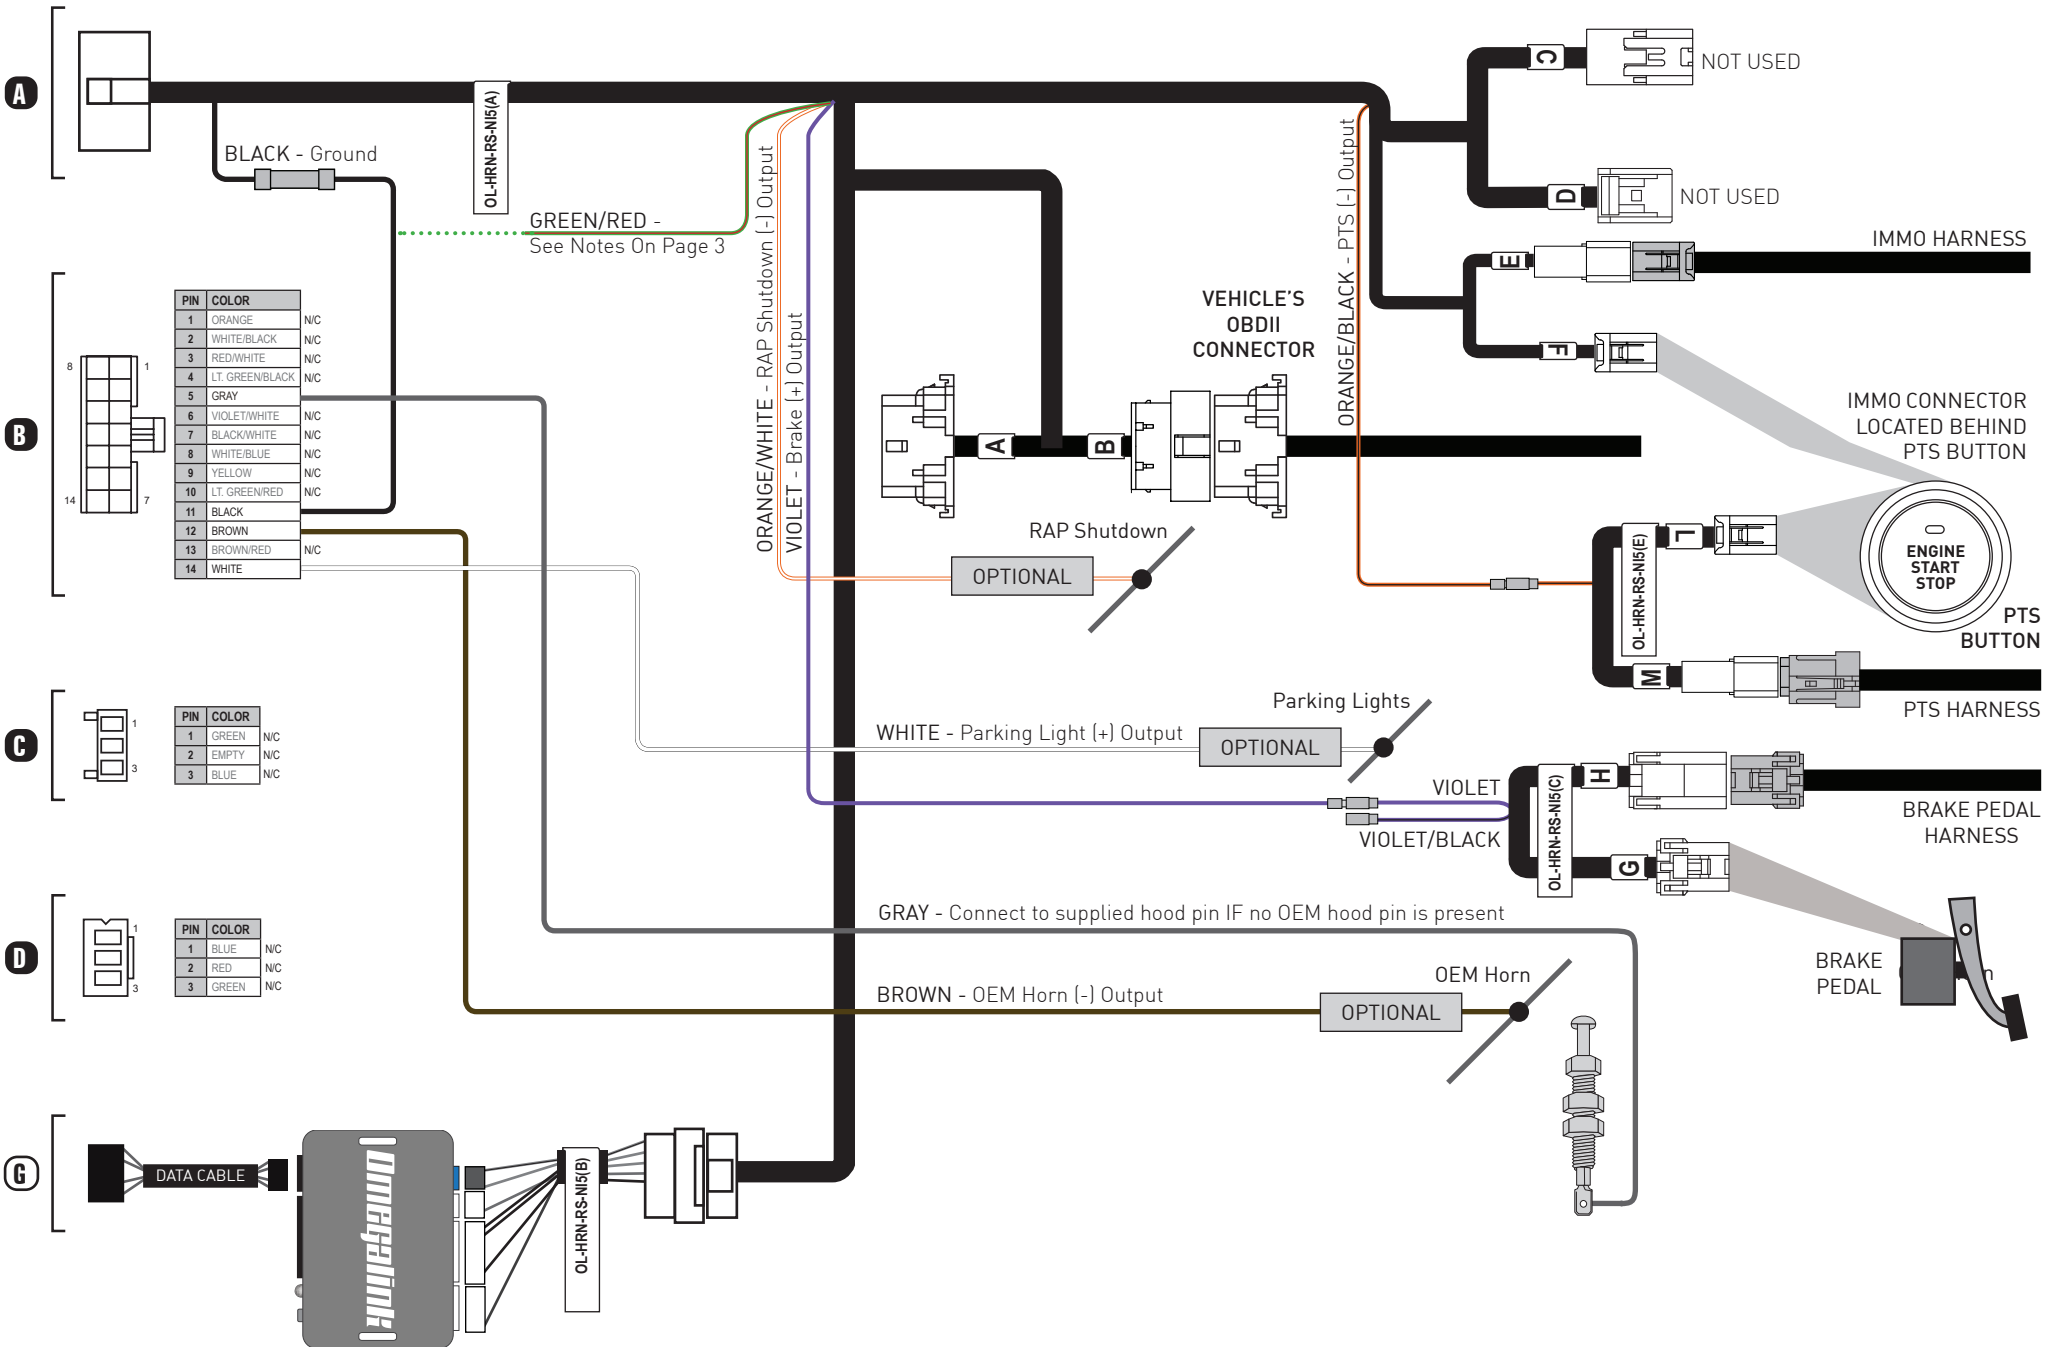 A
BLACK - Ground
OL-HRN-RS-NI5(A)
GREEN/RED -
See Notes On Page 3
ORANGE/WHITE - RAP Shutdown (-) Output
VIOLET - Brake (+) Output
ORANGE/BLACK - PTS (-) Output
C
NOT USED
D
NOT USED
E
IMMO HARNESS
F
IMMO CONNECTOR
LOCATED BEHIND
PTS BUTTON
VEHICLE'S
OBDII
CONNECTOR
A
B
B
8
1
14
7
PIN COLOR
1 ORANGE N/C
2 WHITE/BLACK N/C
3 RED/WHITE N/C
4 LT. GREEN/BLACK N/C
5 GRAY
6 VIOLET/WHITE N/C
7 BLACK/WHITE N/C
8 WHITE/BLUE N/C
9 YELLOW N/C
10 LT. GREEN/RED N/C
11 BLACK
12 BROWN
13 BROWN/RED N/C
14 WHITE
RAP Shutdown
OPTIONAL
L
OL-HRN-RS-NI5(E)
M
ENGINE
START
STOP
PTS
BUTTON
PTS HARNESS
C
1
3
PIN COLOR
1 GREEN N/C
2 EMPTY N/C
3 BLUE N/C
WHITE - Parking Light (+) Output
OPTIONAL
Parking Lights
VIOLET
VIOLET/BLACK
OL-HRN-RS-NI5(C)
H
G
BRAKE PEDAL
HARNESS
D
1
3
PIN COLOR
1 BLUE N/C
2 RED N/C
3 GREEN N/C
GRAY - Connect to supplied hood pin IF no OEM hood pin is present
BROWN - OEM Horn (-) Output
OPTIONAL
OEM Horn
BRAKE
PEDAL
G
DATA CABLE
Omegalink
OL-HRN-RS-NI5(B)